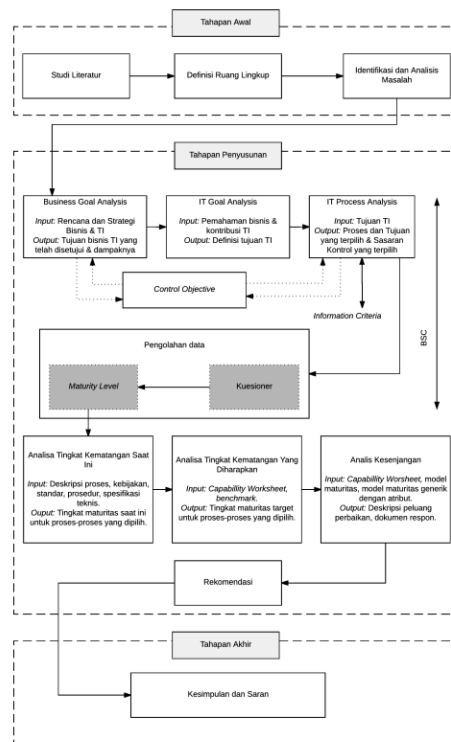 Tahapan Awal
Studi Literatur
Definisi Ruang Lingkup
Identifikasi dan Analisis
Masalah
Tahapan Penyusunan
Business Goal Analysis
Input: Rencana dan Strategi
Bisnis & TI
Output: Tujuan bisnis TI yang
telah disetujui & dampaknya
IT Goal Analysis
Input: Pemahaman bisnis &
kontribusi TI
Output: Definisi tujuan TI
IT Process Analysis
Input: Tujuan TI
Output: Proses dan Tujuan
yang terpilih & Sasaran
Kontrol yang terpilih
Control Objective
Information Criteria
BSC
Pengolahan data
Maturity Level
Kuesioner
Analisa Tingkat Kematangan Saat
Ini
Input: Deskripsi proses, kebijakan,
standar, prosedur, spesifikasi
teknis.
Ouput: Tingkat maturitas saat ini
untuk proses-proses yang dipilih.
Analisa Tingkat Kematangan Yang
Diharapkan
Input: Capabillity Worksheet,
benchmark.
Output: Tingkat maturitas target
untuk proses-proses yang dipilih.
Analis Kesenjangan
Input: Capabillity Worsheet, model
maturitas, model maturitas generik
dengan atribut.
Output: Deskripsi peluang
perbaikan, dokumen respon.
Rekomendasi
Tahapan Akhir
Kesimpulan dan Saran